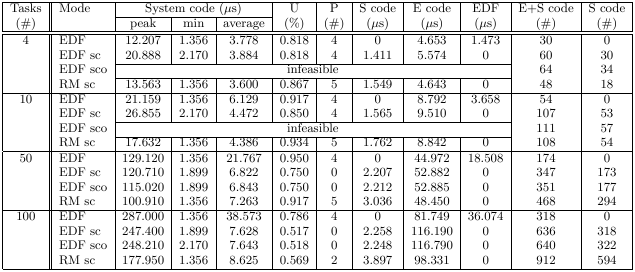 Tasks Mode System code (μs) U P S code E code EDF E+S code S code
(#) peak min average (%) (#) (μs) (μs) (μs) (#) (#)
4 EDF 12.207 1.356 3.778 0.818 4 0 4.653 1.473 30 0
EDF sc 20.888 2.170 3.884 0.818 4 1.411 5.574 0 60 30
EDF sco infeasible 64 34
RM sc 13.563 1.356 3.600 0.867 5 1.549 4.643 0 48 18
10 EDF 21.159 1.356 6.129 0.917 4 0 8.792 3.658 54 0
EDF sc 26.855 2.170 4.472 0.850 4 1.565 9.510 0 107 53
EDF sco infeasible 111 57
RM sc 17.632 1.356 4.386 0.934 5 1.762 8.842 0 108 54
50 EDF 129.120 1.356 21.767 0.950 4 0 44.972 18.508 174 0
EDF sc 120.710 1.899 6.822 0.750 0 2.207 52.882 0 347 173
EDF sco 115.020 1.899 6.843 0.750 0 2.212 52.885 0 351 177
RM sc 100.910 1.356 7.263 0.917 5 3.036 48.450 0 468 294
100 EDF 287.000 1.356 38.573 0.786 4 0 81.749 36.074 318 0
EDF sc 247.400 1.899 7.628 0.517 0 2.258 116.190 0 636 318
EDF sco 248.210 2.170 7.643 0.518 0 2.248 116.790 0 640 322
RM sc 177.950 1.356 8.625 0.569 2 3.897 98.331 0 912 594